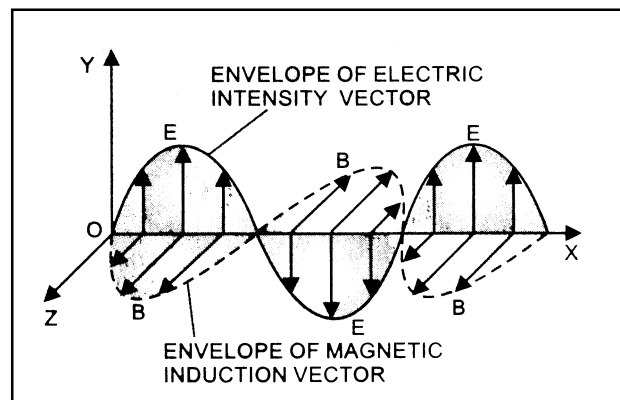 Y
ENVELOPE OF ELECTRIC
INTENSITY VECTOR
E
B
E
O
X
Z
B
E
B
ENVELOPE OF MAGNETIC
INDUCTION VECTOR